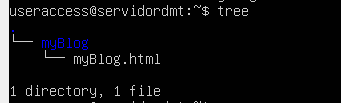 useraccess@servidordmt:~$ tree
.
└── myBlog
    └── myBlog.html

1 directory, 1 file